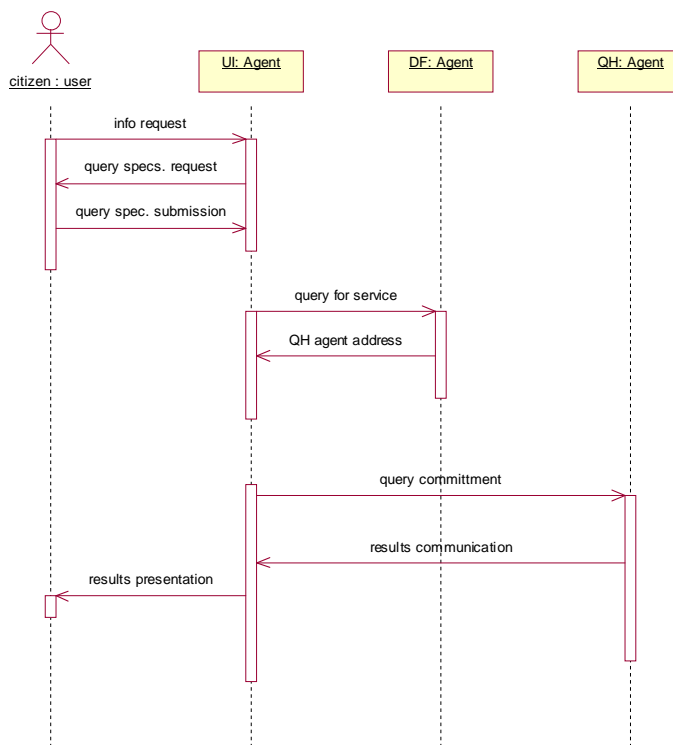 citizen : user
UI: Agent
DF: Agent
QH: Agent
info request
query specs. request
query spec. submission
query for service
QH agent address
query committment
results communication
results presentation